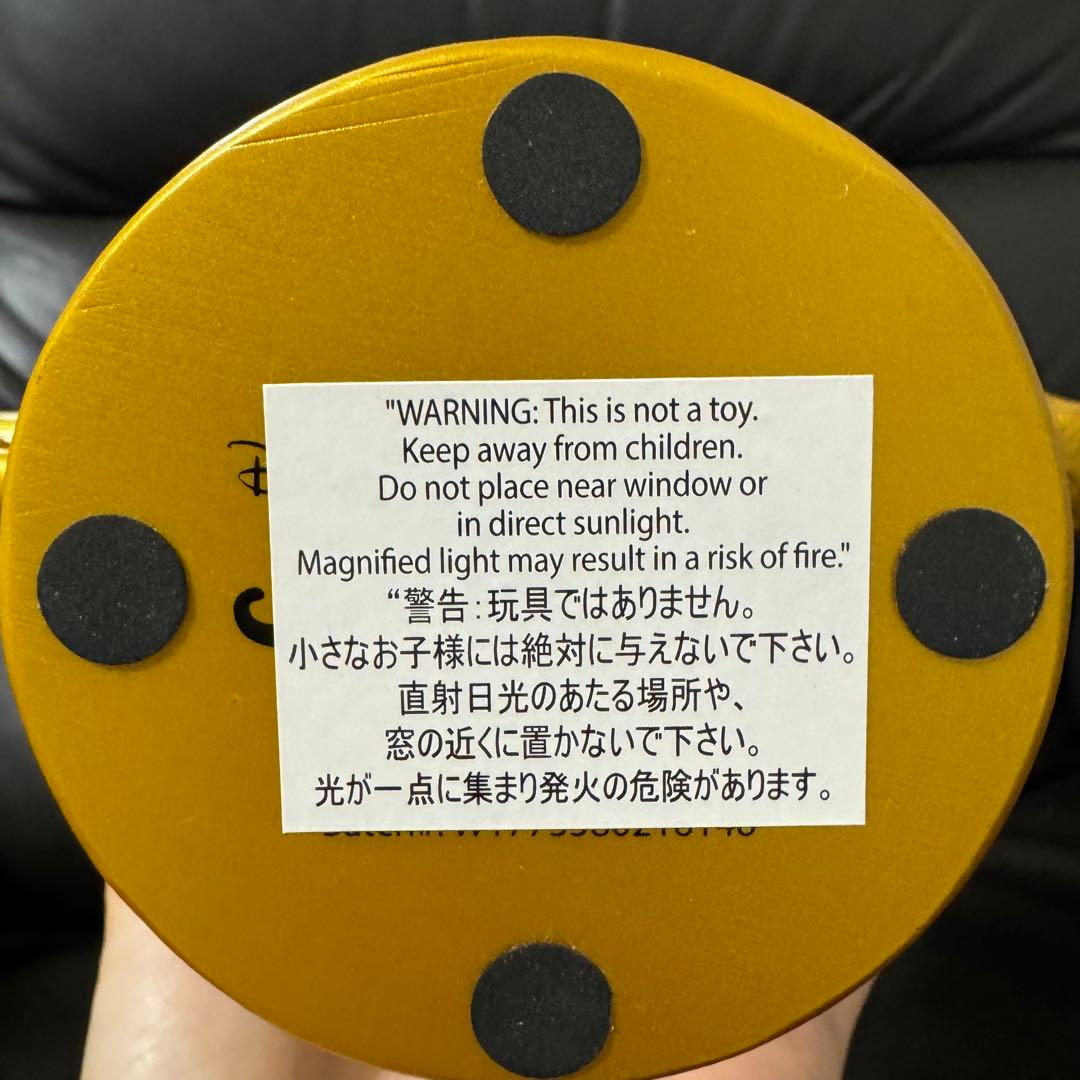 "WARNING: This is not a toy.
Keep away from children.
Do not place near window or
in direct sunlight.
Magnified light may result in a risk of fire."
“警告:玩具ではありません。
小さなお子様には絶対に与えないで下さい。
直射日光のあたる場所や、
窓の近くに置かないで下さい。
光が一点に集まり発火の危険があります。